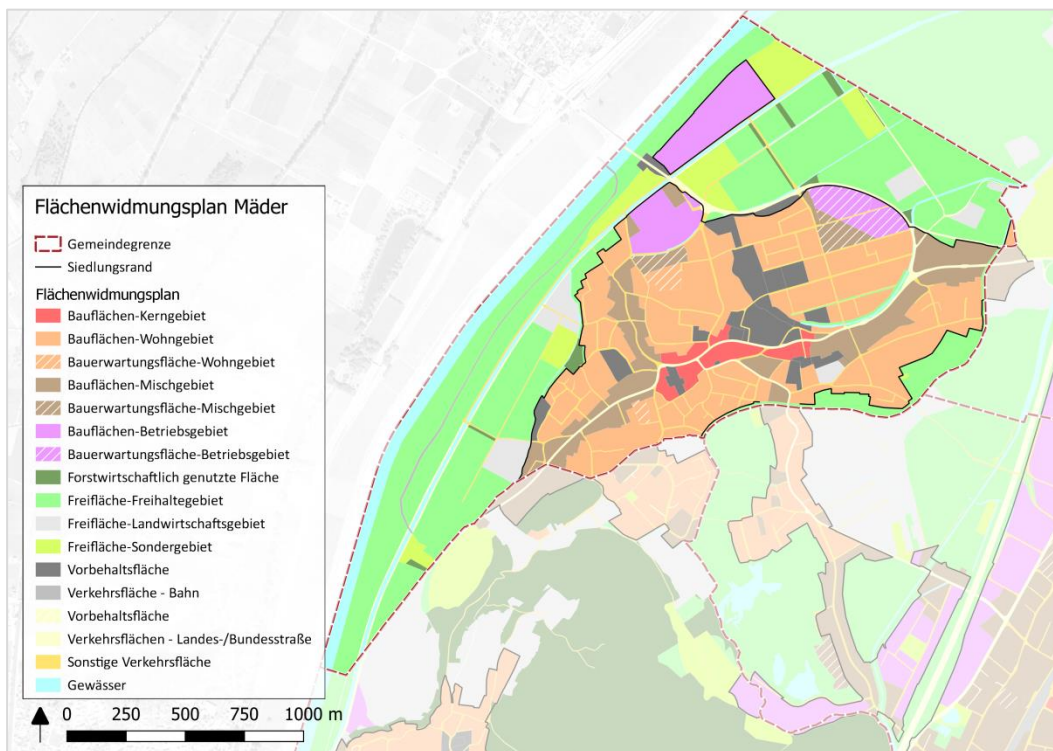 Flächenwidmungsplan Mäder
Gemeindegrenze
Siedlungsrand
Flächenwidmungsplan
Bauflächen-Kerngebiet
Bauflächen-Wohngebiet
Bauerwartungsfläche-Wohngebiet
Bauflächen-Mischgebiet
Bauerwartungsfläche-Mischgebiet
Bauflächen-Betriebsgebiet
Bauerwartungsfläche-Betriebsgebiet
Forstwirtschaftlich genutzte Fläche
Freifläche-Freihaltegebiet
Freifläche-Landwirtschaftsgebiet
Freifläche-Sondergebiet
Vorbehaltsfläche
Verkehrsfläche - Bahn
Vorbehaltsfläche
Verkehrsflächen - Landes-/Bundesstraße
Sonstige Verkehrsfläche
Gewässer
0 250 500 750 1000 m